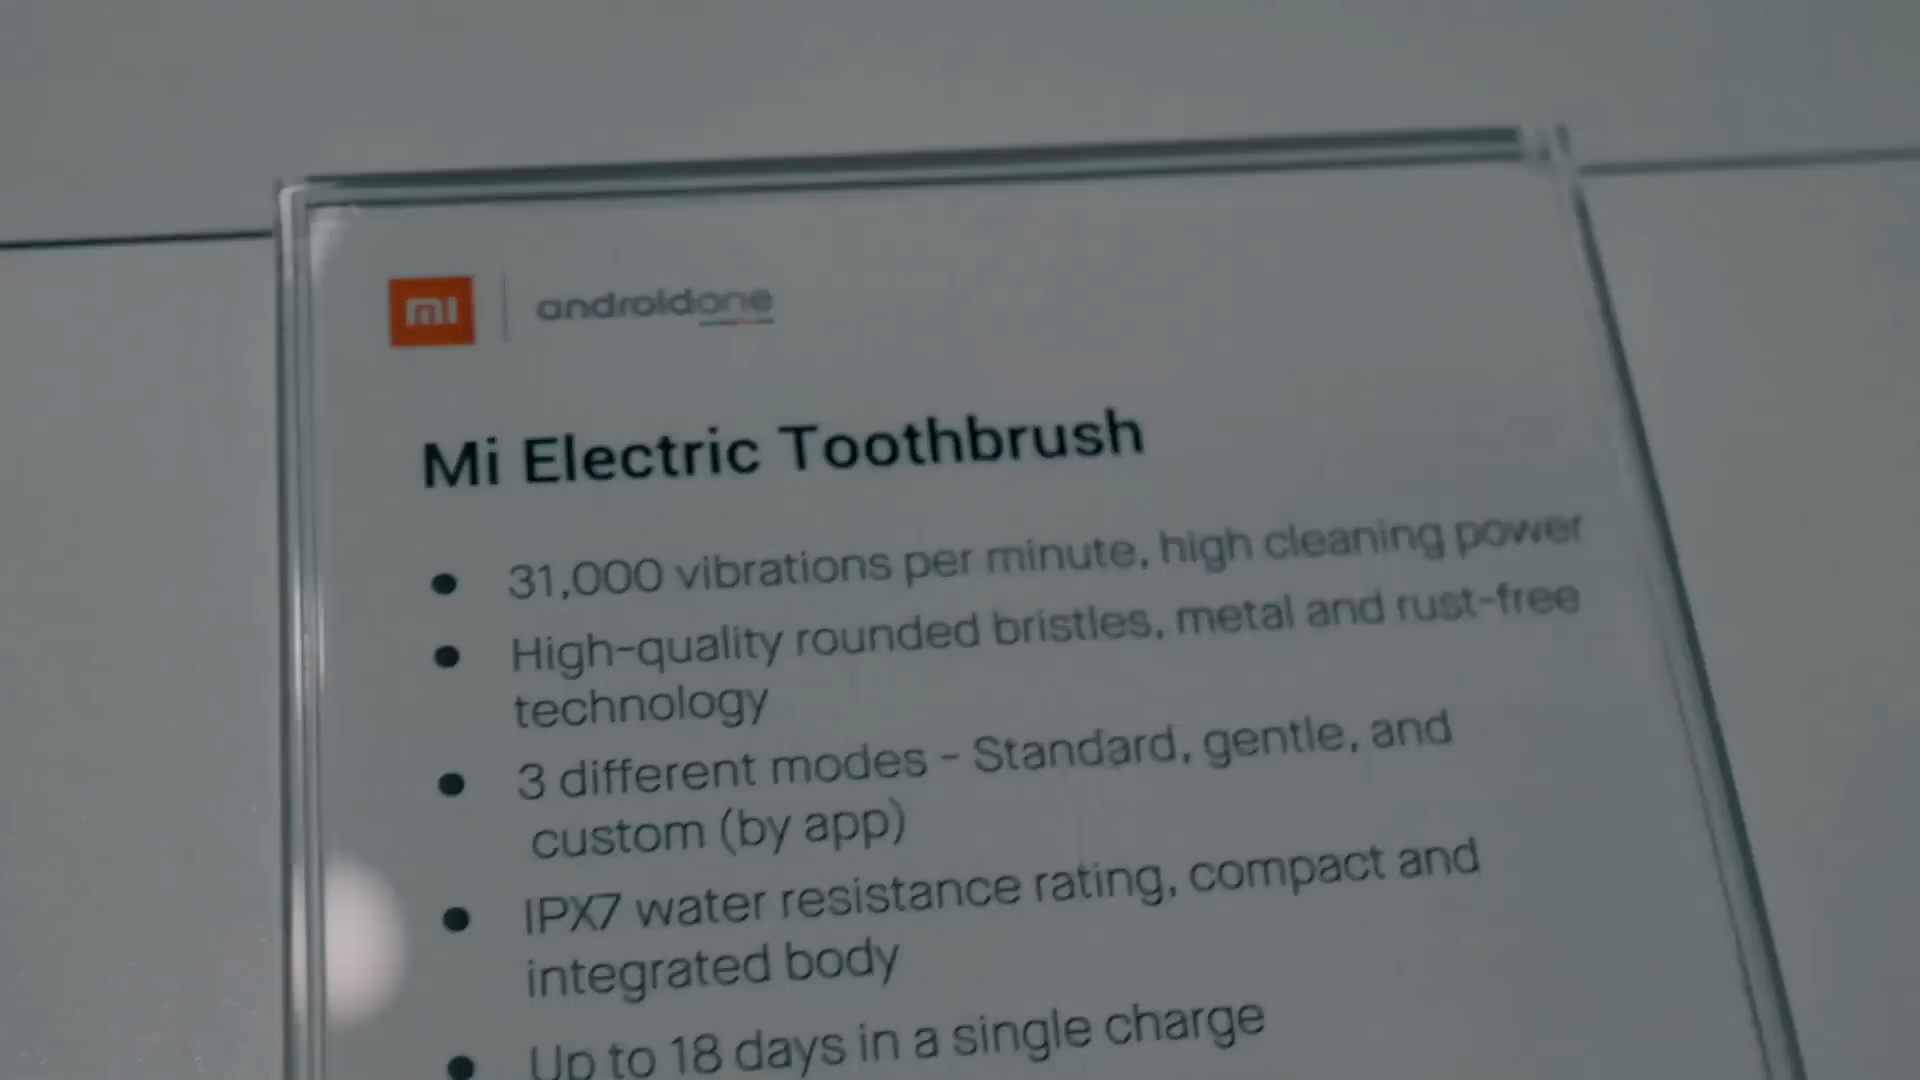 mi | androidone
Mi Electric Toothbrush
● 31,000 vibrations per minute, high cleaning power
● High-quality rounded bristles, metal and rust-free
technology
● 3 different modes - Standard, gentle, and
custom (by app)
● IPX7 water resistance rating, compact and
integrated body
● Up to 18 days in a single charge